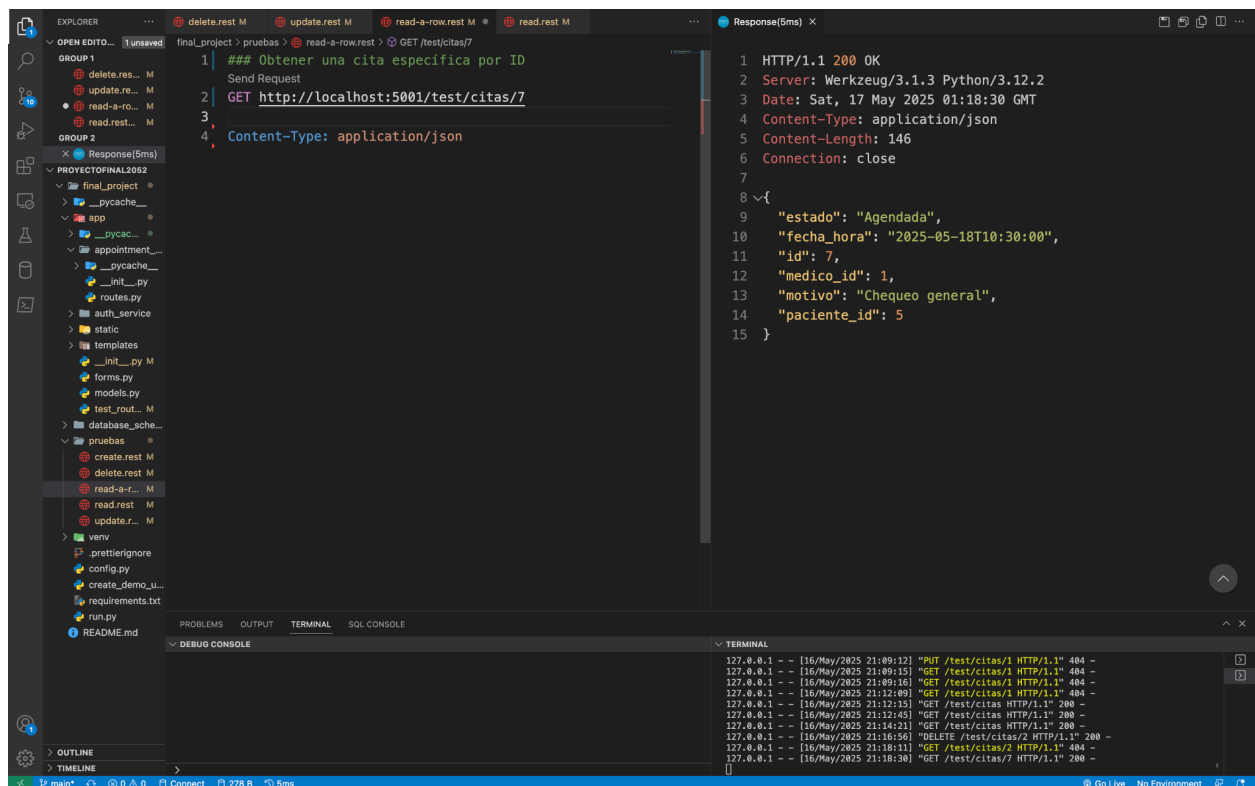 EXPLORER
OPEN EDITO... 1 unsaved
GROUP 1
delete.res... M
update.re... M
read-a-ro... M
read.rest... M
GROUP 2
Response(5ms)
PROYECTOFINAL2052
final_project
__pycache__
app
__pycac...
appointment_...
__pycache__
__init__.py
routes.py
auth_service
static
templates
__init__.py M
forms.py
models.py
test_rout... M
database_sche...
pruebas
create.rest M
delete.rest M
read-a-r... M
read.rest M
update.r... M
venv
.prettierignore
config.py
create_demo_u...
requirements.txt
run.py
README.md
OUTLINE
TIMELINE
delete.rest M update.rest M read-a-row.rest M read.rest M
final_project > pruebas > read-a-row.rest > GET /test/citas/7
1 ### Obtener una cita específica por ID
Send Request
2 GET http://localhost:5001/test/citas/7
3
4 Content-Type: application/json
Response(5ms)
1 HTTP/1.1 200 OK
2 Server: Werkzeug/3.1.3 Python/3.12.2
3 Date: Sat, 17 May 2025 01:18:30 GMT
4 Content-Type: application/json
5 Content-Length: 146
6 Connection: close
7
8 {
9 "estado": "Agendada",
10 "fecha_hora": "2025-05-18T10:30:00",
11 "id": 7,
12 "medico_id": 1,
13 "motivo": "Chequeo general",
14 "paciente_id": 5
15 }
PROBLEMS OUTPUT TERMINAL SQL CONSOLE
DEBUG CONSOLE
>
TERMINAL
127.0.0.1 - - [16/May/2025 21:09:12] "PUT /test/citas/1 HTTP/1.1" 404 -
127.0.0.1 - - [16/May/2025 21:09:15] "GET /test/citas/1 HTTP/1.1" 404 -
127.0.0.1 - - [16/May/2025 21:09:16] "GET /test/citas/1 HTTP/1.1" 404 -
127.0.0.1 - - [16/May/2025 21:12:09] "GET /test/citas/1 HTTP/1.1" 404 -
127.0.0.1 - - [16/May/2025 21:12:15] "GET /test/citas HTTP/1.1" 200 -
127.0.0.1 - - [16/May/2025 21:12:45] "GET /test/citas HTTP/1.1" 200 -
127.0.0.1 - - [16/May/2025 21:14:21] "GET /test/citas HTTP/1.1" 200 -
127.0.0.1 - - [16/May/2025 21:16:56] "DELETE /test/citas/2 HTTP/1.1" 200 -
127.0.0.1 - - [16/May/2025 21:18:11] "GET /test/citas/2 HTTP/1.1" 404 -
127.0.0.1 - - [16/May/2025 21:18:30] "GET /test/citas/7 HTTP/1.1" 200 -
1
10
1
main* 0 0 Connect 278 B 5ms Go Live No Environment